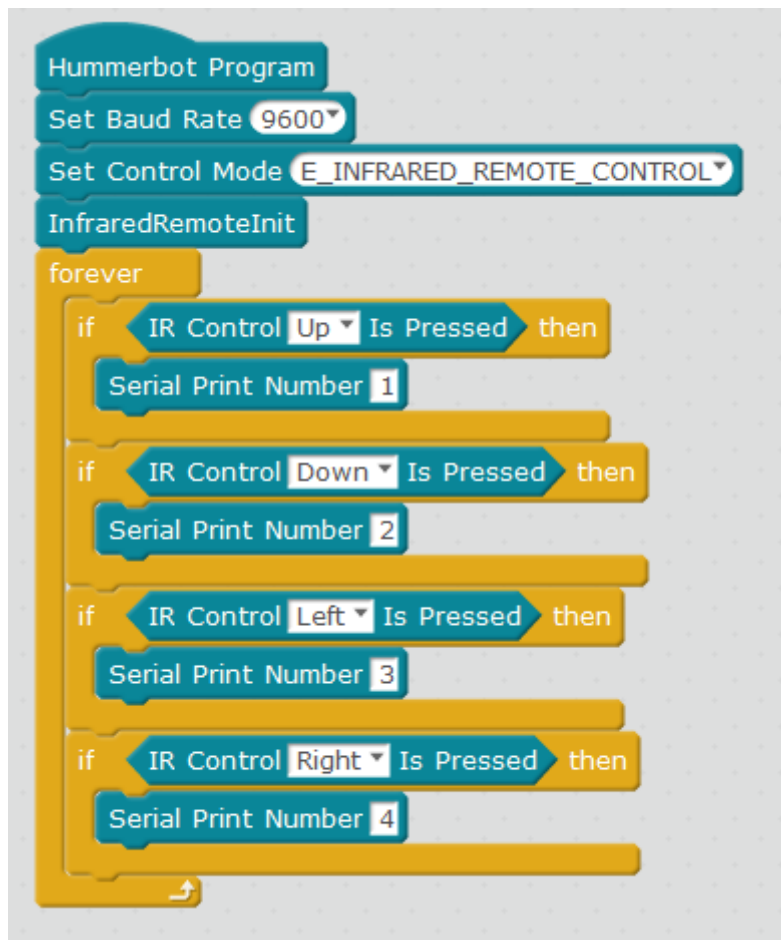 Hummerbot Program
Set Baud Rate 9600
Set Control Mode E_INFRARED_REMOTE_CONTROL
InfraredRemoteInit
forever
if IR Control Up Is Pressed then
Serial Print Number 1
if IR Control Down Is Pressed then
Serial Print Number 2
if IR Control Left Is Pressed then
Serial Print Number 3
if IR Control Right Is Pressed then
Serial Print Number 4